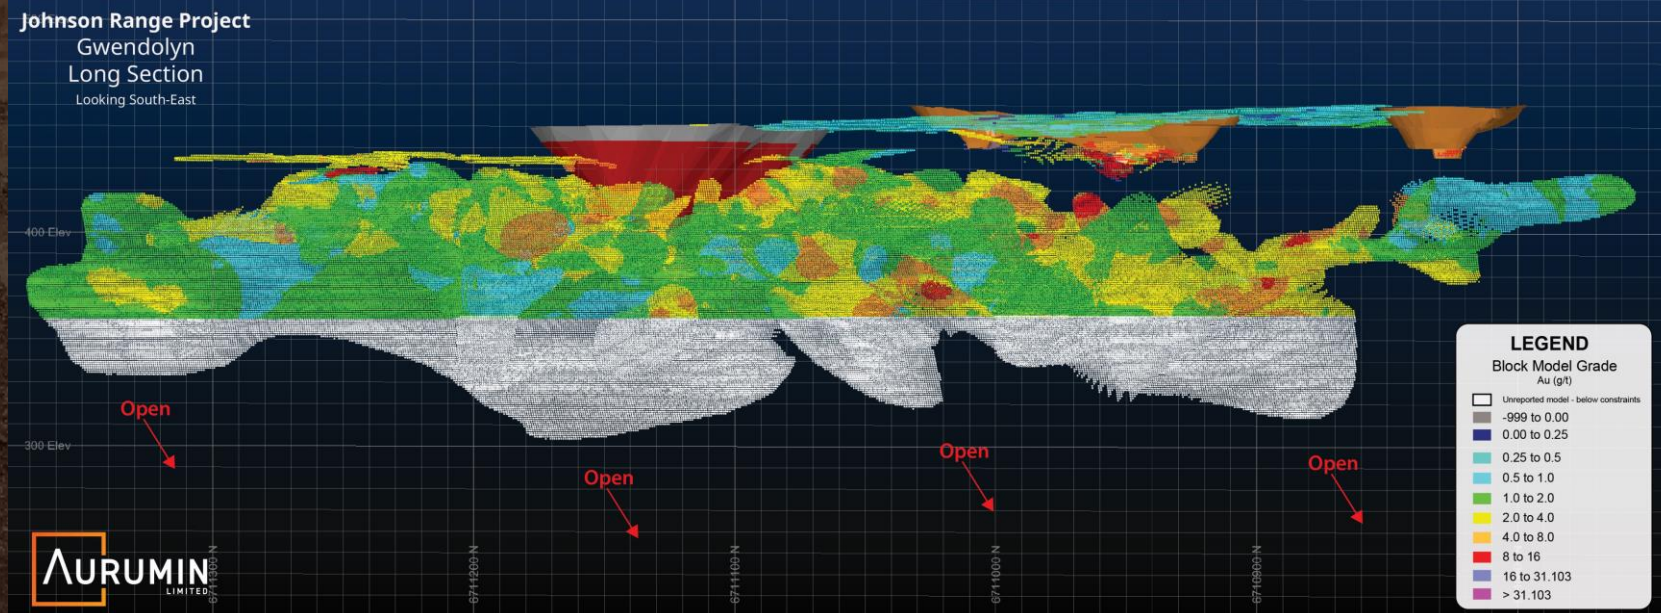 Johnson Range Project
Gwendolyn
Long Section
Looking South-East
400 Elev
300 Elev
Open
Open
Open
Open
6711300 N
6711200 N
6711100 N
6711000 N
6710900 N
AURUMIN
LIMITED
LEGEND
Block Model Grade
Au (g/t)
Unreported model - below constraints
-999 to 0.00
0.00 to 0.25
0.25 to 0.5
0.5 to 1.0
1.0 to 2.0
2.0 to 4.0
4.0 to 8.0
8 to 16
16 to 31.103
> 31.103